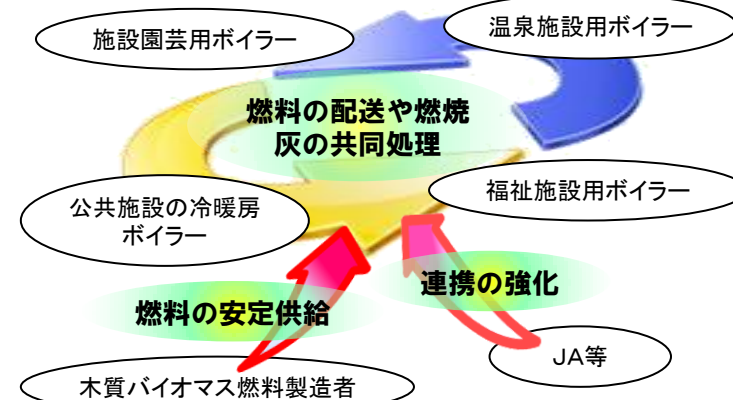 施設園芸用ボイラー
温泉施設用ボイラー
燃料の配送や燃焼
灰の共同処理
公共施設の冷暖房
ボイラー
福祉施設用ボイラー
連携の強化
燃料の安定供給
JA等
木質バイオマス燃料製造者